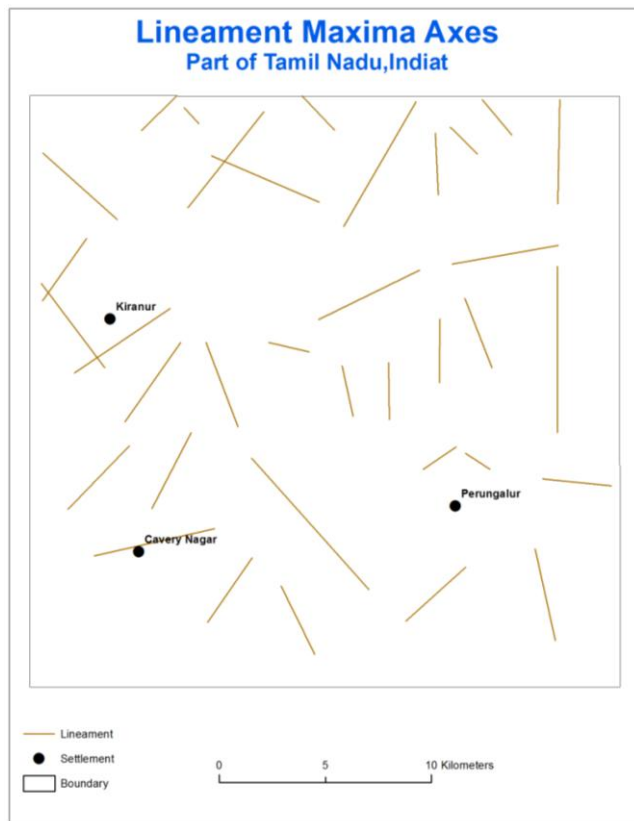 Lineament Maxima Axes
Part of Tamil Nadu,Indiat
Kiranur
Perungalur
Cavery Nagar
Lineament
Settlement
Boundary
0 5 10 Kilometers